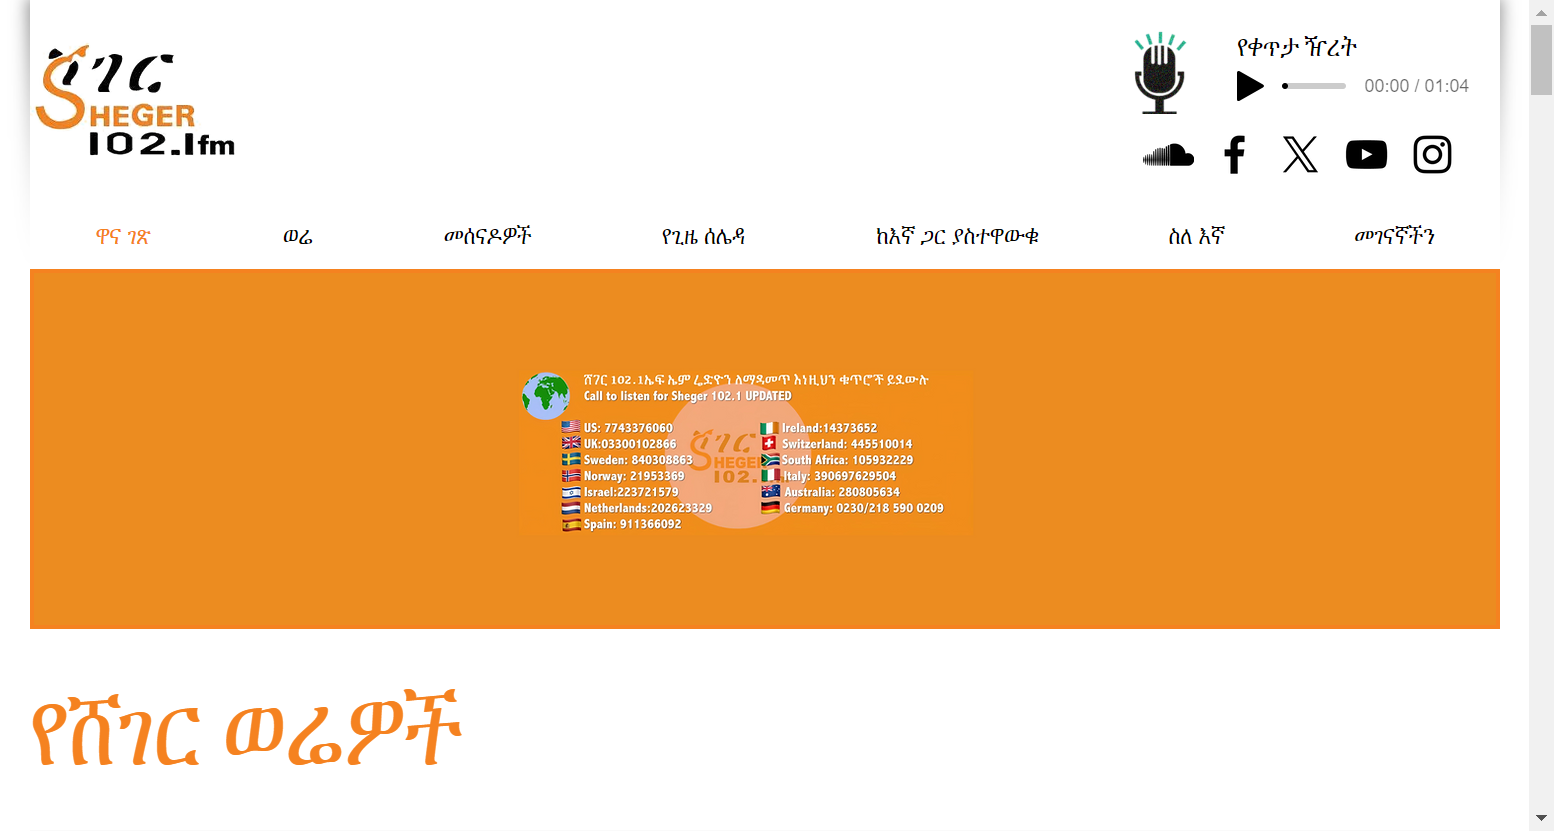 ሸገር
SHEGER
102.1fm
የቀጥታ ሥርጭት
00:00 / 01:04
ዋና ገጽ
ወሬ
መሰናዶዎች
የጊዜ ሰሌዳ
ከእኛ ጋር ያስተዋውቁ
ስለ እኛ
መገናኛችን
ሸገር 102.1ኤፍ ኤም ሬድዮን ለማዳመጥ እነዚህን ቁጥሮች ይደውሉ
Call to listen for Sheger 102.1 UPDATED
US: 7743376060
UK:03300102866
Sweden: 840308863
Norway: 21953369
Israel:223721579
Netherlands:202623329
Spain: 911366092
Ireland:14373652
Switzerland: 445510014
South Africa: 105932229
Italy: 390697629504
Australia: 280805634
Germany: 0230/218 590 0209
ሸገር
SHEGER
102.
የሸገር ወሬዎች